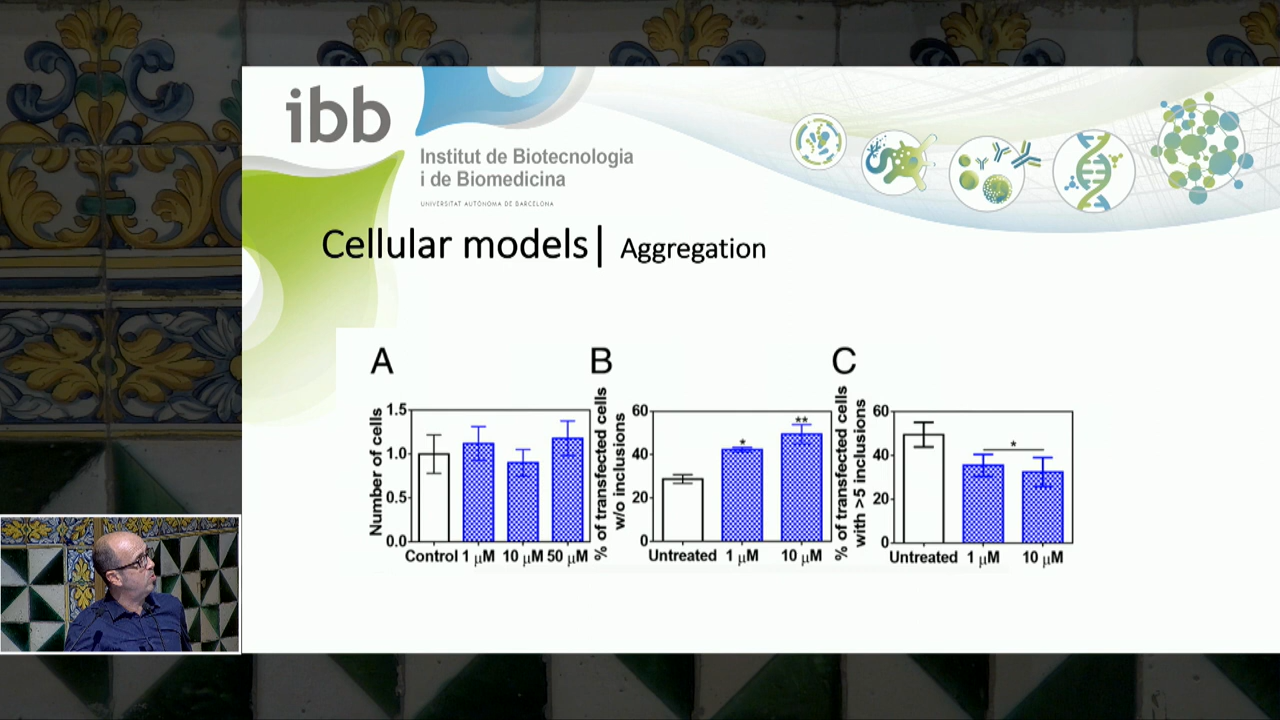 ibb
Institut de Biotecnologia
i de Biomedicina
UNIVERSITAT AUTÒNOMA DE BARCELONA
Cellular models| Aggregation
A
Number of cells
1.5
1.0
0.5
0.0
Control 1 μM 10 μM 50 μM
B
% of transfected cells
w/o inclusions
60
40
20
0
*
**
Untreated 1 μM 10 μM
C
% of transfected cells
with >5 inclusions
60
40
20
0
*
Untreated 1 μM 10 μM